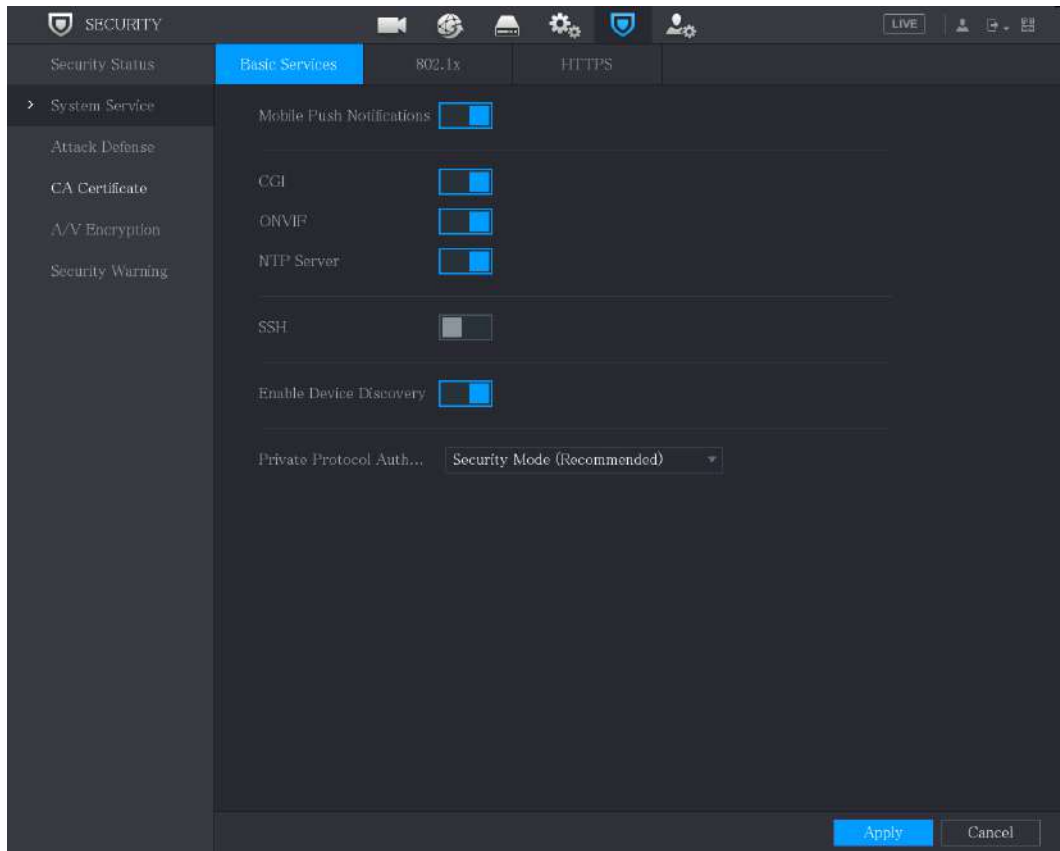 SECURITY
LIVE
Security Status
Basic Services
802.1x
HTTPS
System Service
Mobile Push Notifications
Attack Defense
CA Certificate
CGI
A/V Encryption
ONVIF
NTP Server
Security Warning
SSH
Enable Device Discovery
Private Protocol Auth...
Security Mode (Recommended)
Apply
Cancel